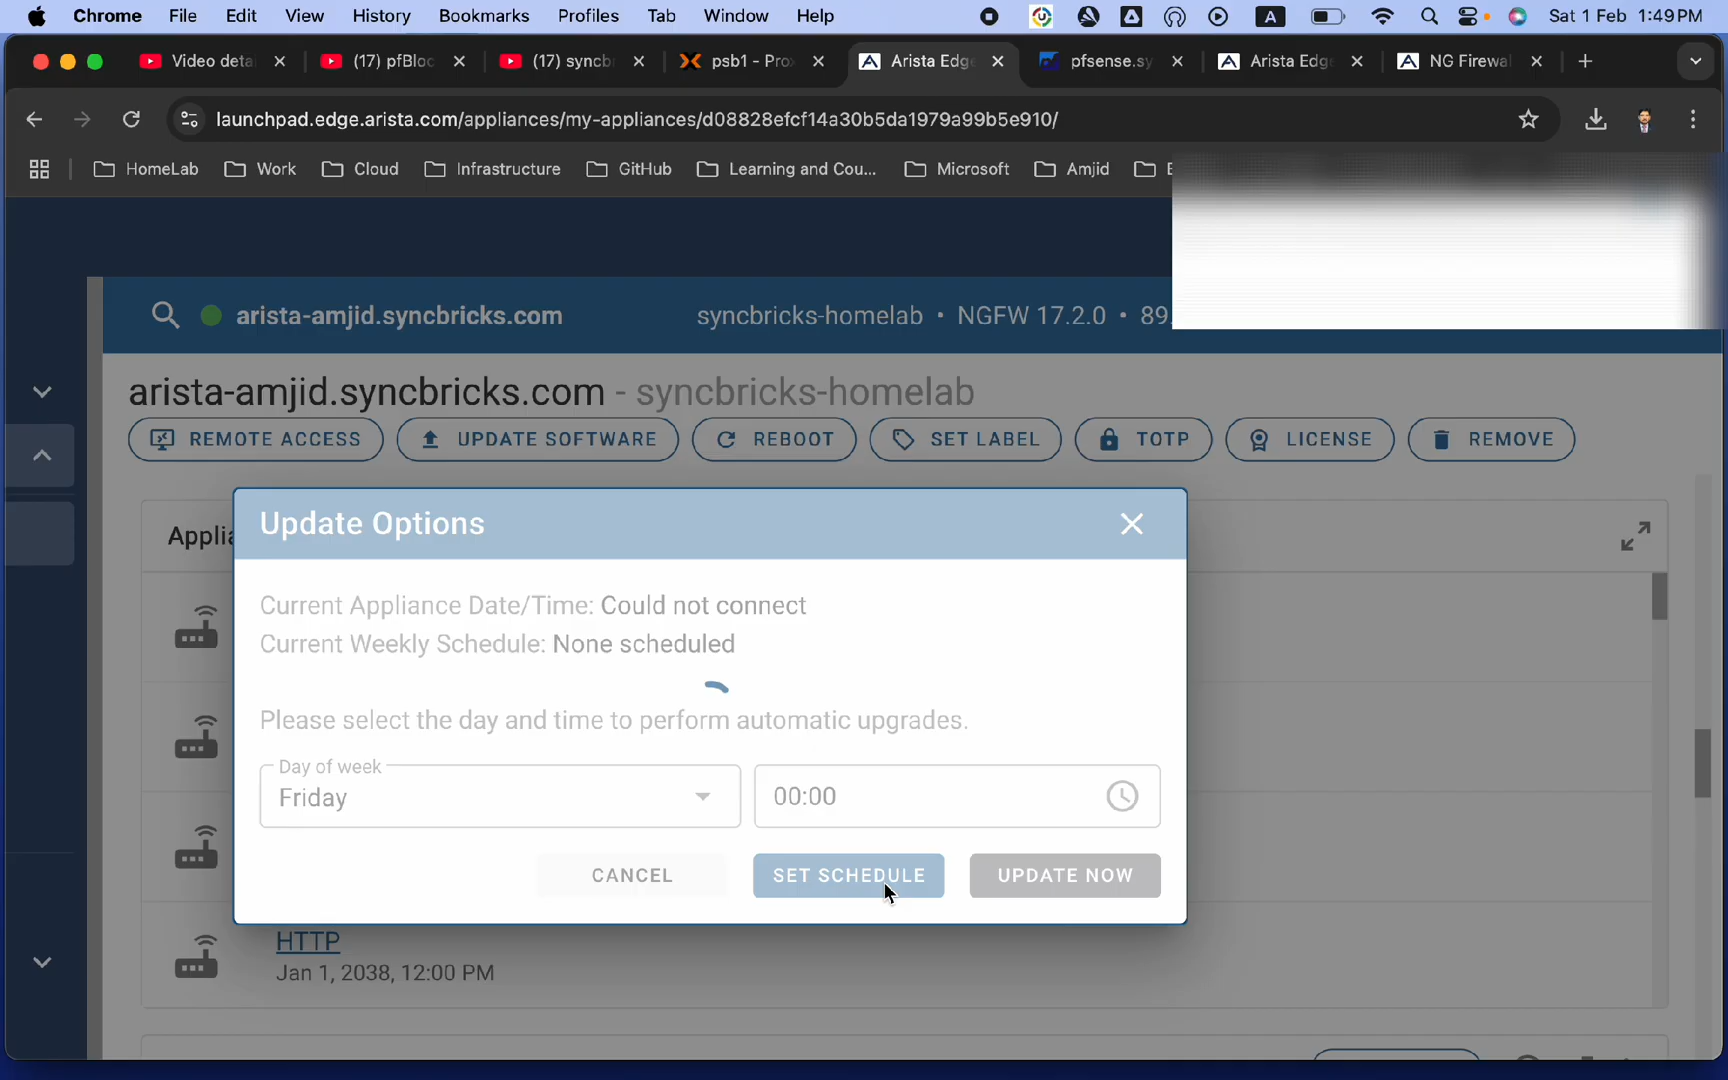 Chrome File Edit View History Bookmarks Profiles Tab Window Help A Sat 1 Feb 1:49 PM
Video deta (17) pfBloc (17) syncb psb1 - Pro Arista Edge pfsense.sy Arista Edg NG Firewal
launchpad.edge.arista.com/appliances/my-appliances/d08828efcf14a30b5da1979a99b5e910/
HomeLab Work Cloud Infrastructure GitHub Learning and Cou... Microsoft Amjid E
arista-amjid.syncbricks.com syncbricks-homelab • NGFW 17.2.0 • 89.
arista-amjid.syncbricks.com - syncbricks-homelab
REMOTE ACCESS UPDATE SOFTWARE REBOOT SET LABEL TOTP LICENSE REMOVE
Applia
Update Options
Current Appliance Date/Time: Could not connect
Current Weekly Schedule: None scheduled
Please select the day and time to perform automatic upgrades.
Day of week
Friday 00:00
CANCEL SET SCHEDULE UPDATE NOW
HTTP
Jan 1, 2038, 12:00 PM